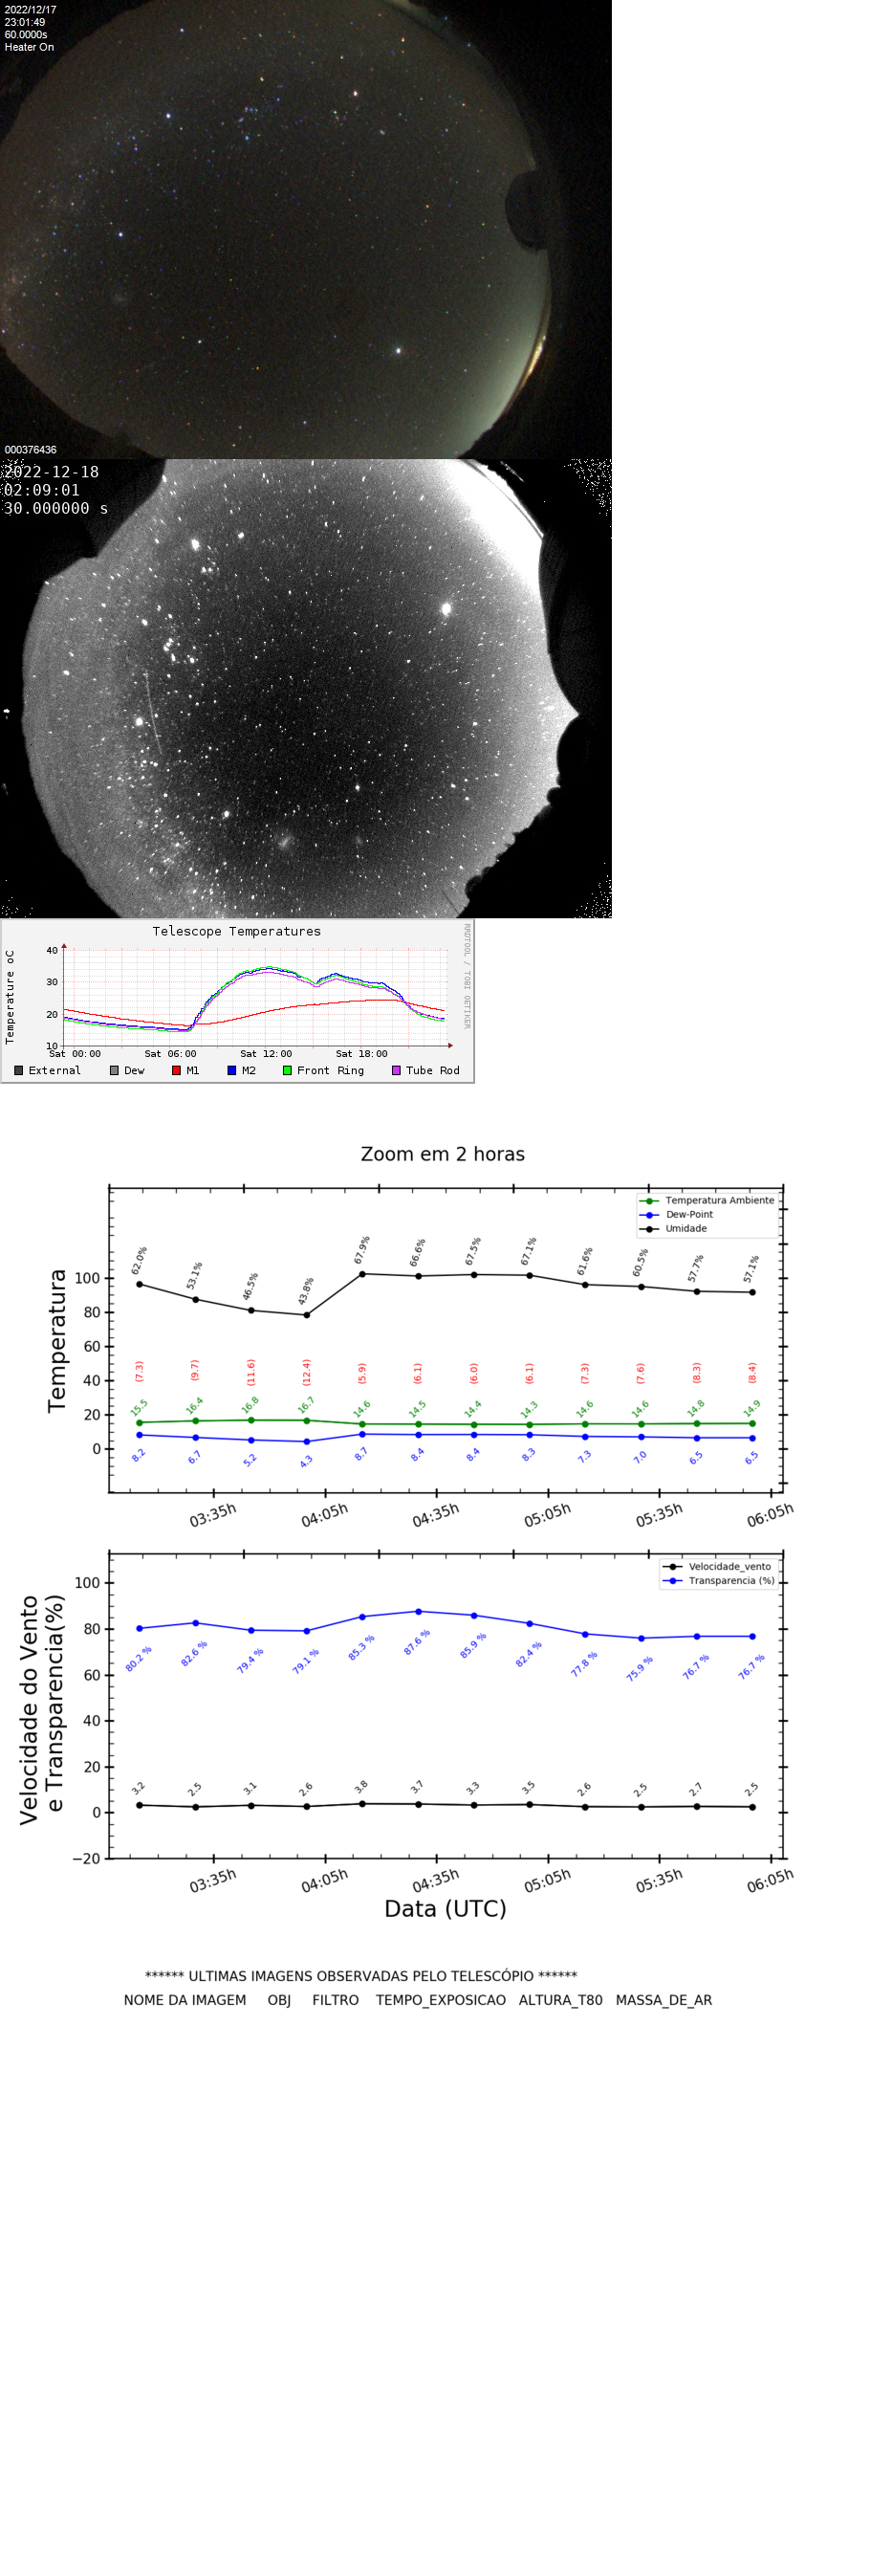 2022/12/17
23:01:49
60.0000s
Heater On
000376436
2022-12-18
02:09:01
30.000000 s
Telescope Temperatures
RRDTOOL / TOBI OETIKER
Temperature oC
40
30
20
10
Sat 00:00 Sat 06:00 Sat 12:00 Sat 18:00
External Dew M1 M2 Front Ring Tube Rod
Zoom em 2 horas
Temperatura Ambiente
Dew-Point
Umidade
Temperatura
100
80
60
40
20
0
62.0% 53.1% 46.5% 43.8% 67.9% 66.6% 67.5% 67.1% 61.6% 60.5% 57.7% 57.1%
(7.3) (9.7) (11.6) (12.4) (5.9) (6.1) (6.0) (6.1) (7.3) (7.6) (8.3) (8.4)
15.5 16.4 16.8 16.7 14.6 14.5 14.4 14.3 14.6 14.6 14.8 14.9
8.2 6.7 5.2 4.3 8.7 8.4 8.4 8.3 7.3 7.0 6.5 6.5
03:35h 04:05h 04:35h 05:05h 05:35h 06:05h
Velocidade_vento
Transparencia (%)
Velocidade do Vento
e Transparencia(%)
100
80
60
40
20
0
−20
80.2 % 82.6 % 79.4 % 79.1 % 85.3 % 87.6 % 85.9 % 82.4 % 77.8 % 75.9 % 76.7 % 76.7 %
3.2 2.5 3.1 2.6 3.8 3.7 3.3 3.5 2.6 2.5 2.7 2.5
03:35h 04:05h 04:35h 05:05h 05:35h 06:05h
Data (UTC)
****** ULTIMAS IMAGENS OBSERVADAS PELO TELESCÓPIO ******
NOME DA IMAGEM OBJ FILTRO TEMPO_EXPOSICAO ALTURA_T80 MASSA_DE_AR